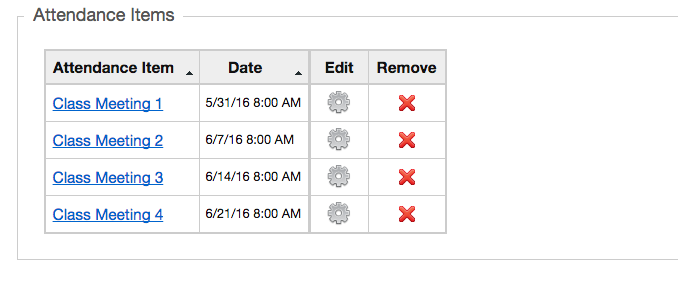 Attendance Items
Attendance Item Date Edit Remove
Class Meeting 1 5/31/16 8:00 AM
Class Meeting 2 6/7/16 8:00 AM
Class Meeting 3 6/14/16 8:00 AM
Class Meeting 4 6/21/16 8:00 AM